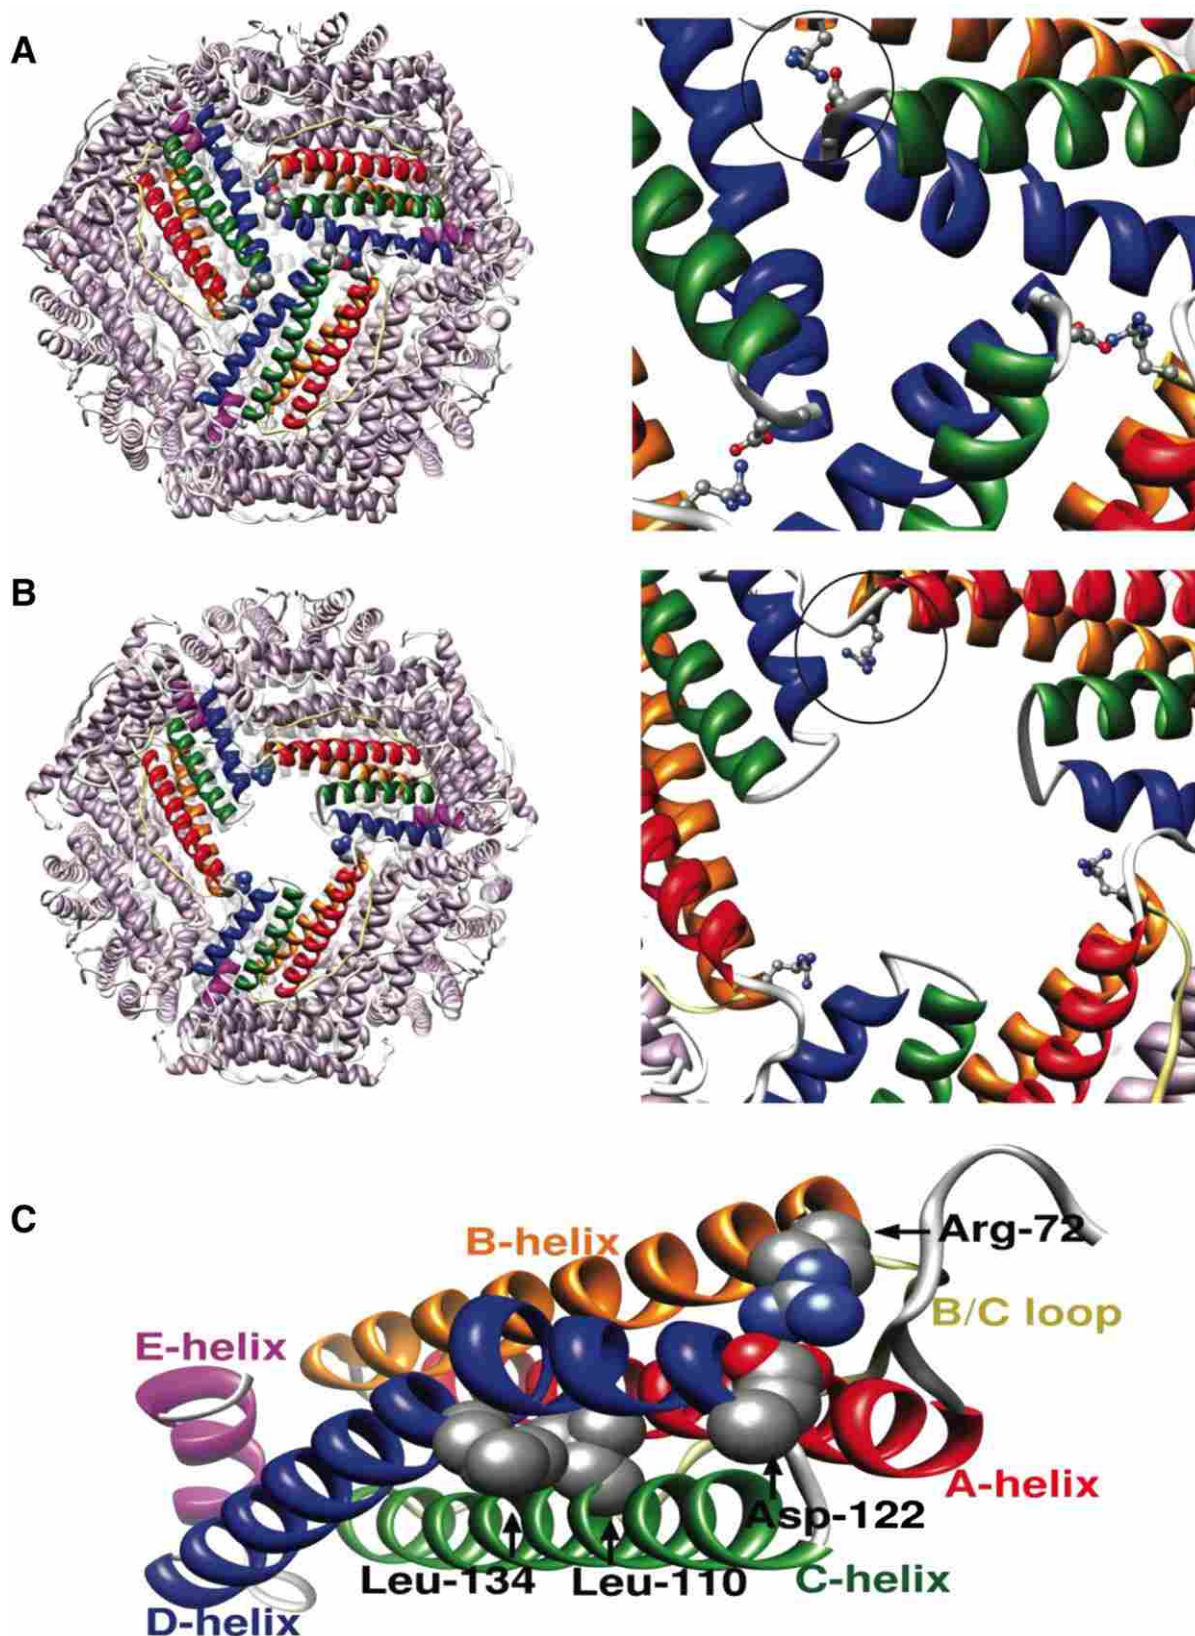 A
B
C
B-helix
Arg-72
B/C loop
E-helix
A-helix
Asp-122
Leu-134
Leu-110
C-helix
D-helix